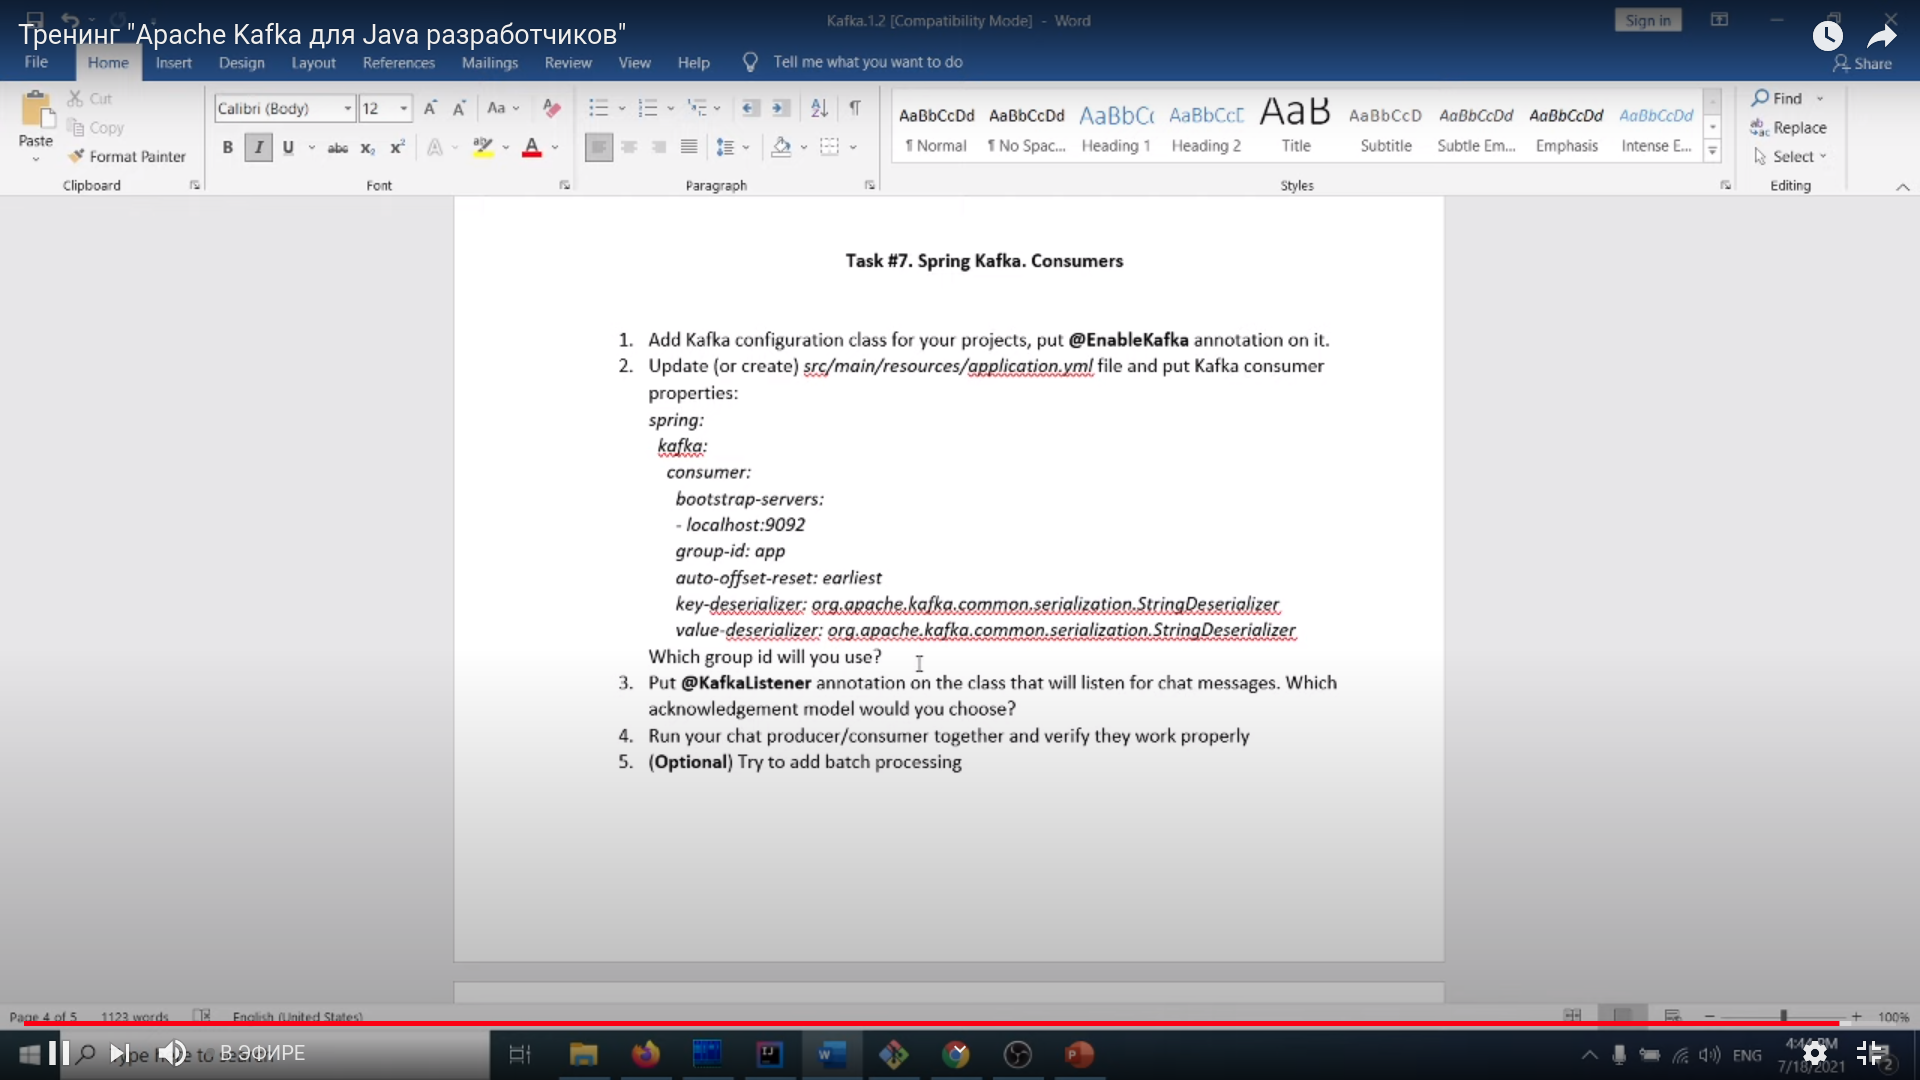 Kafka.1.2 [Compatibility Mode] - Word
Sign in
Тренинг "Apache Kafka для Java разработчиков"
File Home Insert Design Layout References Mailings Review View Help Tell me what you want to do Share
Cut
Copy
Paste
Format Painter
Clipboard
Calibri (Body) 12
Aa
B I U abc x₂ x² A A
Font
Paragraph
AaBbCcDd AaBbCcDd AaBbC AaBbCcC AaB AaBbCcD AaBbCcDd AaBbCcDd AaBbCcDd
¶ Normal ¶ No Spac... Heading 1 Heading 2 Title Subtitle Subtle Em... Emphasis Intense E...
Styles
Find
Replace
Select
Editing
Task #7. Spring Kafka. Consumers
1. Add Kafka configuration class for your projects, put @EnableKafka annotation on it.
2. Update (or create) src/main/resources/application.yml file and put Kafka consumer
properties:
spring:
kafka:
consumer:
bootstrap-servers:
- localhost:9092
group-id: app
auto-offset-reset: earliest
key-deserializer: org.apache.kafka.common.serialization.StringDeserializer
value-deserializer: org.apache.kafka.common.serialization.StringDeserializer
Which group id will you use?
3. Put @KafkaListener annotation on the class that will listen for chat messages. Which
acknowledgement model would you choose?
4. Run your chat producer/consumer together and verify they work properly
5. (Optional) Try to add batch processing
Page 4 of 5 1123 words English (United States) 100%
В ЭФИРЕ
ENG
7/18/2021
2